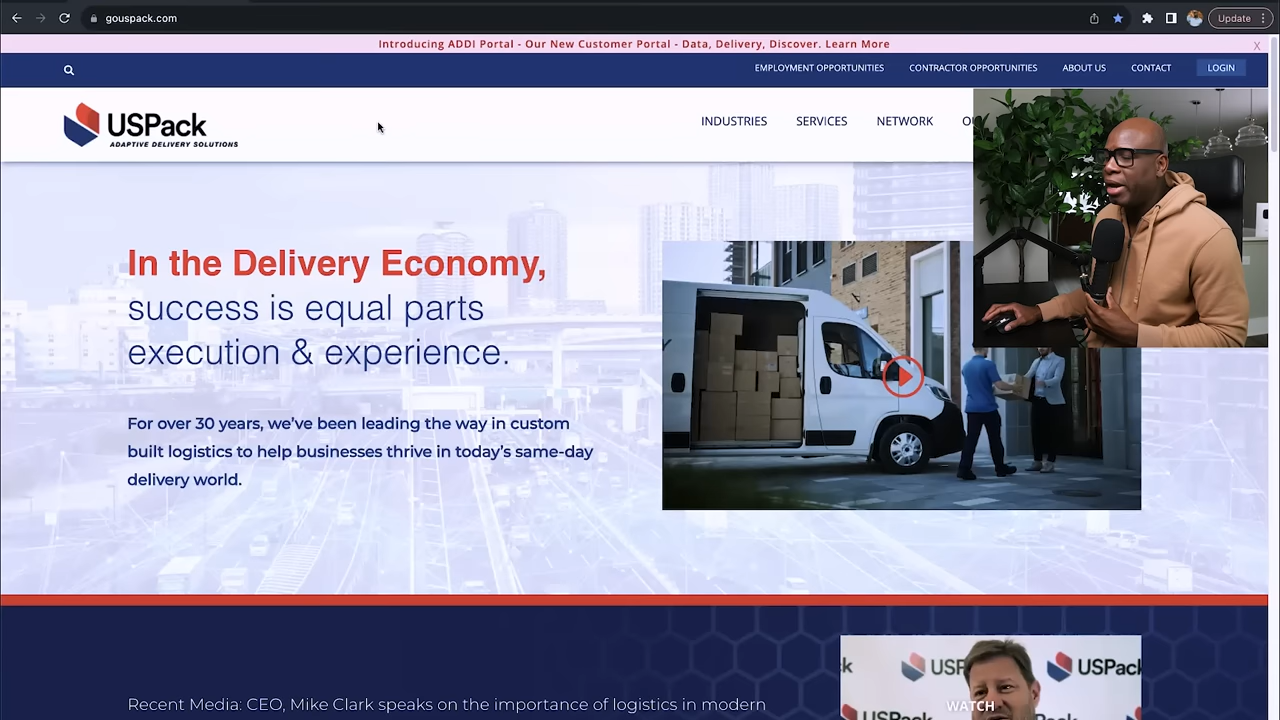 gouspack.com
Update
Introducing ADDI Portal - Our New Customer Portal - Data, Delivery, Discover. Learn More
X
EMPLOYMENT OPPORTUNITIES
CONTRACTOR OPPORTUNITIES
ABOUT US
CONTACT
LOGIN
USPack
ADAPTIVE DELIVERY SOLUTIONS
INDUSTRIES
SERVICES
NETWORK
In the Delivery Economy,
success is equal parts
execution & experience.
For over 30 years, we've been leading the way in custom
built logistics to help businesses thrive in today's same-day
delivery world.
Recent Media: CEO, Mike Clark speaks on the importance of logistics in modern
USPack
WATCH
USPack